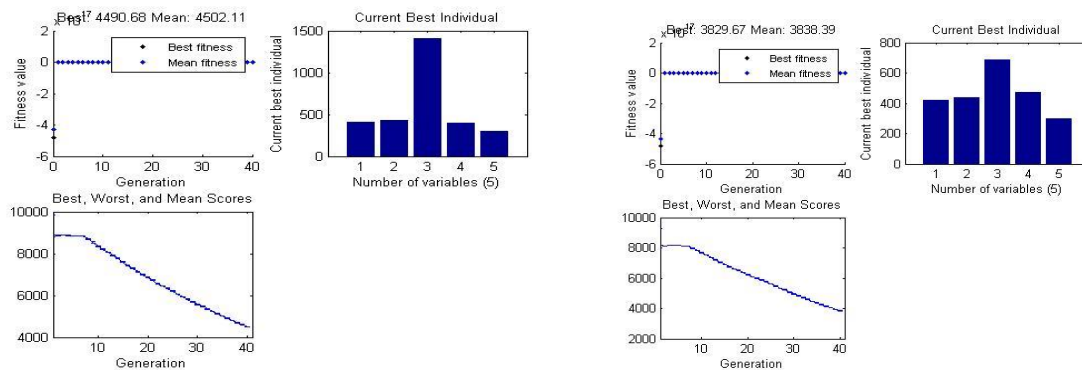 Best: 4490.68 Mean: 4502.11
x 10^17
Fitness value
2
0
-2
-4
-6
Best fitness
Mean fitness
0 10 20 30 40
Generation
Current Best Individual
Current best individual
1500
1000
500
0
1 2 3 4 5
Number of variables (5)
Best, Worst, and Mean Scores
10000
8000
6000
4000
10 20 30 40
Generation
Best: 3829.67 Mean: 3838.39
Fitness value
2
0
-2
-4
-6
Best fitness
Mean fitness
0 10 20 30 40
Generation
Current Best Individual
Current best individual
800
600
400
200
0
1 2 3 4 5
Number of variables (5)
Best, Worst, and Mean Scores
10000
8000
6000
4000
2000
10 20 30 40
Generation